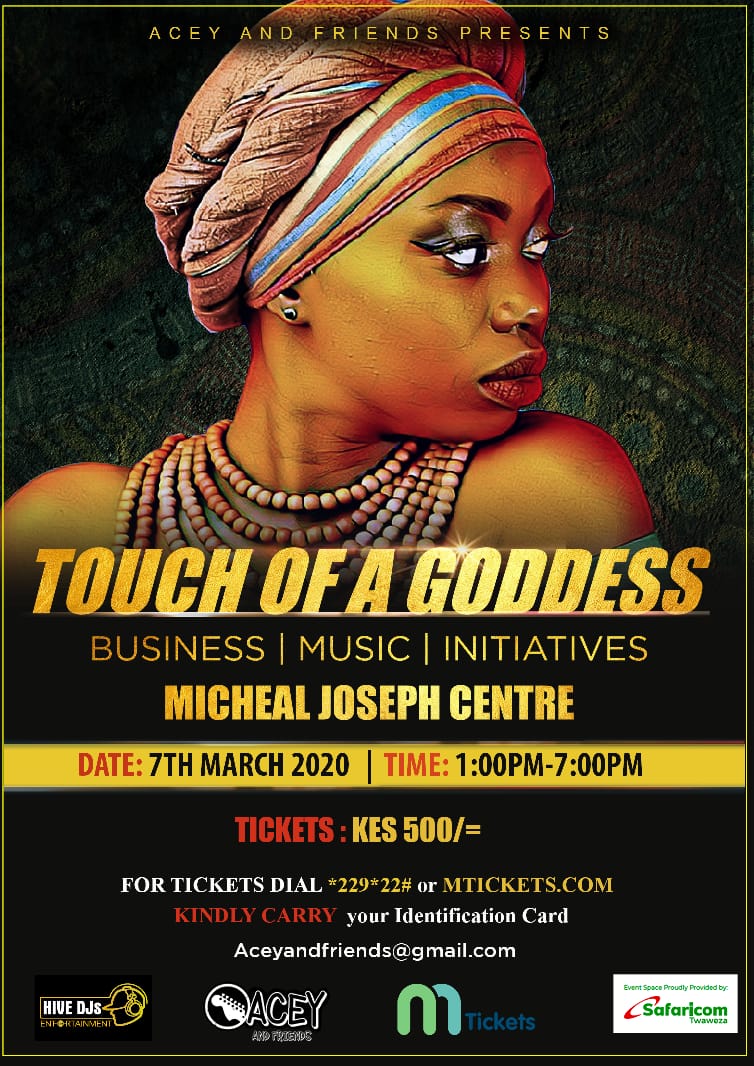 ACEY AND FRIENDS PRESENTS
TOUCH OF A GODDESS
BUSINESS | MUSIC | INITIATIVES
MICHEAL JOSEPH CENTRE
DATE: 7TH MARCH 2020 | TIME: 1:00PM-7:00PM
TICKETS : KES 500/=
FOR TICKETS DIAL *229*22# or MTICKETS.COM
KINDLY CARRY your Identification Card
Aceyandfriends@gmail.com
HIVE DJs
ENTERTAINMENT
ACEY
AND FRIENDS
m Tickets
Event Space Proudly Provided by:
Safaricom
Twaweza